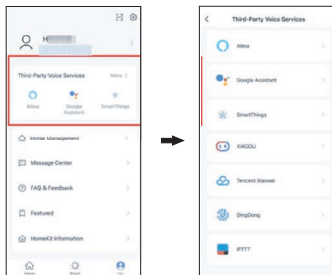 Third-Party Voice Services
More
Alexa
Google
Assistant
SmartThings
Home Management
Message Center
FAQ & Feedback
Featured
HomeKit Information
Home
Smart
Third-Party Voice Services
Alexa
Google Assistant
SmartThings
XIAODU
Tencent Xiaowei
DingDong
IFTTT